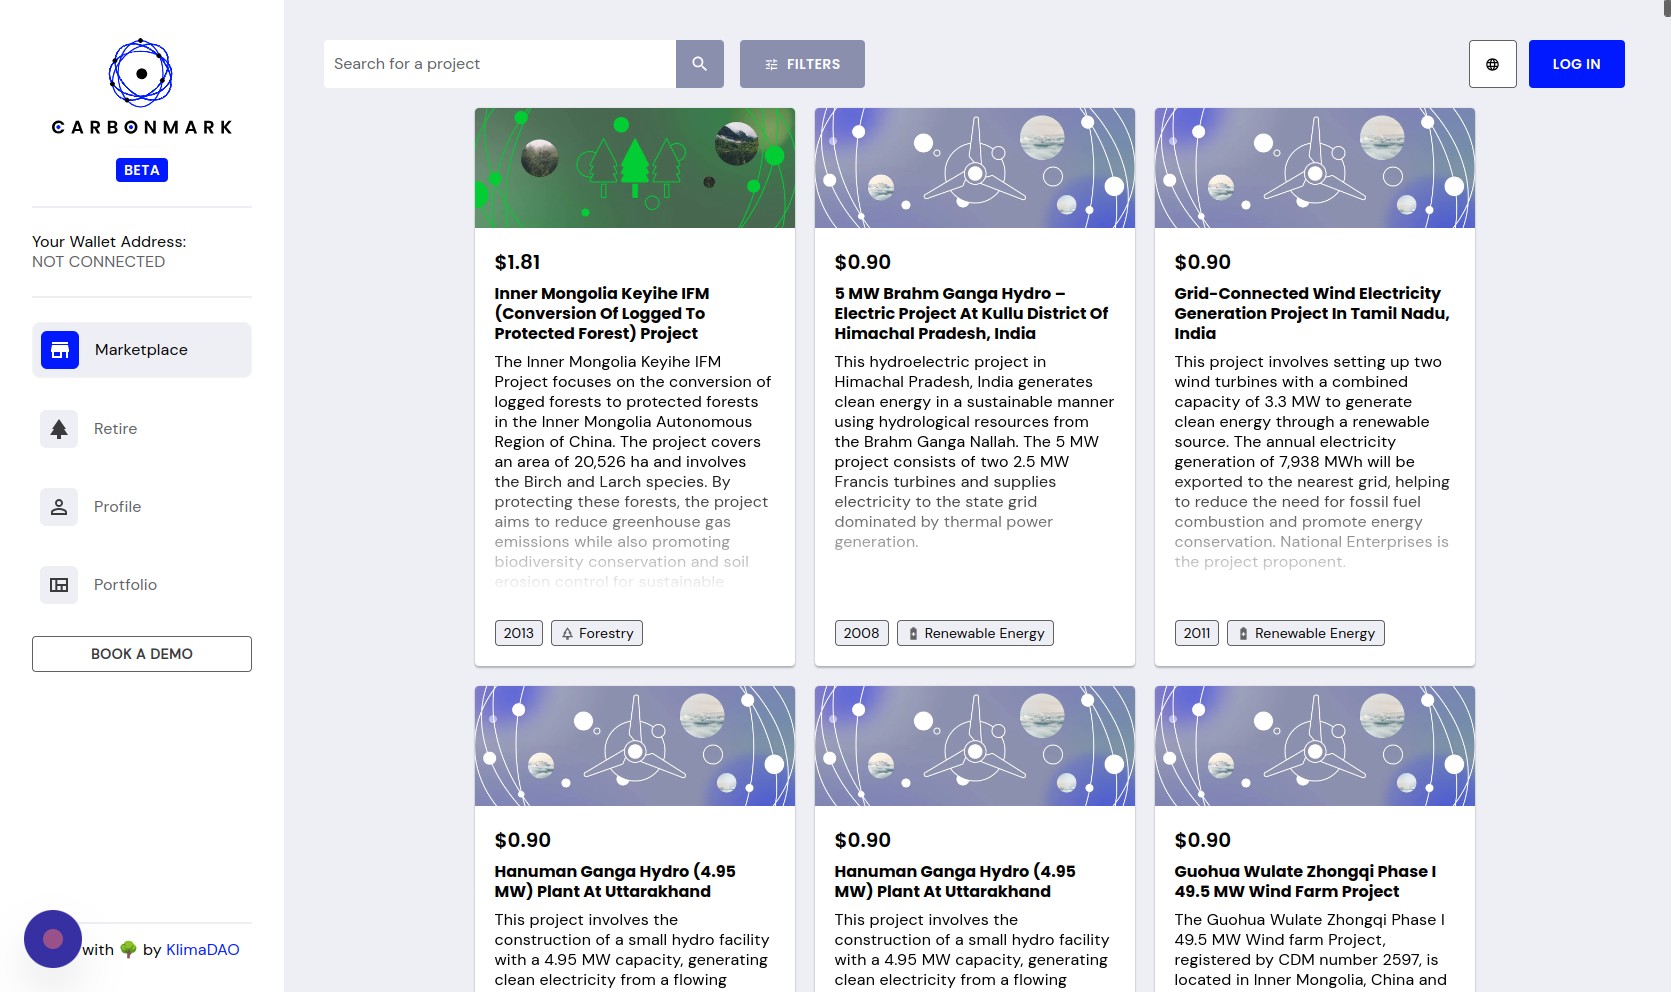 CARBONMARK
BETA
Your Wallet Address:
NOT CONNECTED
Marketplace
Retire
Profile
Portfolio
BOOK A DEMO
with 🌳 by KlimaDAO
Search for a project
FILTERS
LOG IN
$1.81
Inner Mongolia Keyihe IFM
(Conversion Of Logged To
Protected Forest) Project
The Inner Mongolia Keyihe IFM
Project focuses on the conversion of
logged forests to protected forests
in the Inner Mongolia Autonomous
Region of China. The project covers
an area of 20,526 ha and involves
the Birch and Larch species. By
protecting these forests, the project
aims to reduce greenhouse gas
emissions while also promoting
biodiversity conservation and soil
erosion control for sustainable
2013
Forestry
$0.90
5 MW Brahm Ganga Hydro –
Electric Project At Kullu District Of
Himachal Pradesh, India
This hydroelectric project in
Himachal Pradesh, India generates
clean energy in a sustainable manner
using hydrological resources from
the Brahm Ganga Nallah. The 5 MW
project consists of two 2.5 MW
Francis turbines and supplies
electricity to the state grid
dominated by thermal power
generation.
2008
Renewable Energy
$0.90
Grid-Connected Wind Electricity
Generation Project In Tamil Nadu,
India
This project involves setting up two
wind turbines with a combined
capacity of 3.3 MW to generate
clean energy through a renewable
source. The annual electricity
generation of 7,938 MWh will be
exported to the nearest grid, helping
to reduce the need for fossil fuel
combustion and promote energy
conservation. National Enterprises is
the project proponent.
2011
Renewable Energy
$0.90
Hanuman Ganga Hydro (4.95
MW) Plant At Uttarakhand
This project involves the
construction of a small hydro facility
with a 4.95 MW capacity, generating
clean electricity from a flowing
$0.90
Hanuman Ganga Hydro (4.95
MW) Plant At Uttarakhand
This project involves the
construction of a small hydro facility
with a 4.95 MW capacity, generating
clean electricity from a flowing
$0.90
Guohua Wulate Zhongqi Phase I
49.5 MW Wind Farm Project
The Guohua Wulate Zhongqi Phase I
49.5 MW Wind farm Project,
registered by CDM number 2597, is
located in Inner Mongolia, China and